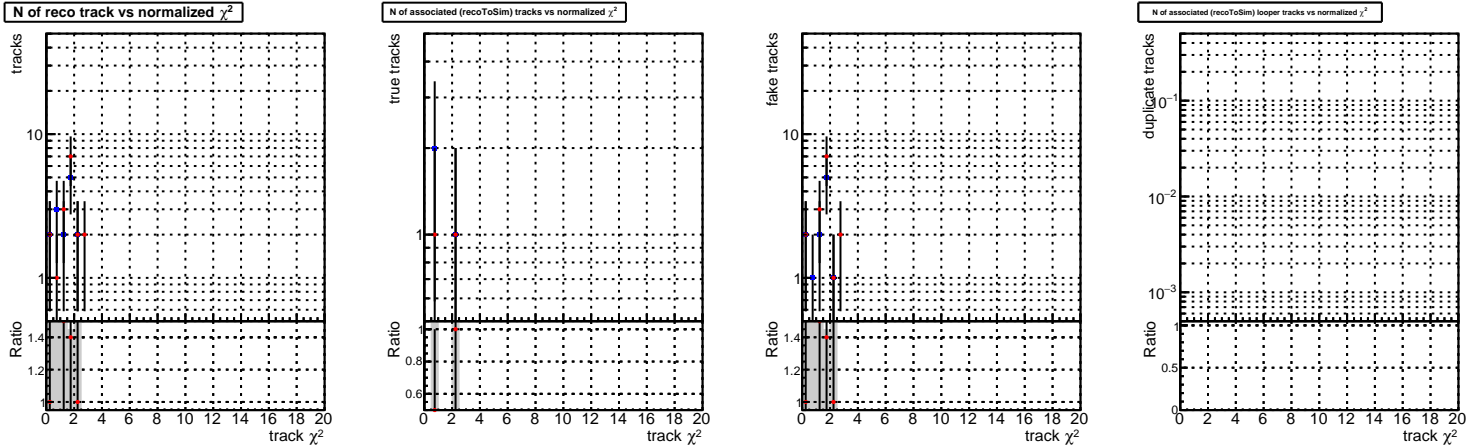 N of reco track vs normalized χ²
tracks
10
1
Ratio
1.4
1.2
1
0 2 4 6 8 10 12 14 16 18 20
track χ²
N of associated (recoToSim) tracks vs normalized χ²
true tracks
1
Ratio
1
0.8
0.6
0 2 4 6 8 10 12 14 16 18 20
track χ²
fake tracks
10
1
Ratio
1.4
1.2
1
0 2 4 6 8 10 12 14 16 18 20
track χ²
N of associated (recoToSim) looper tracks vs normalized χ²
duplicate tracks
10⁻¹
10⁻²
10⁻³
Ratio
1
0.5
0
0 2 4 6 8 10 12 14 16 18 20
track χ²